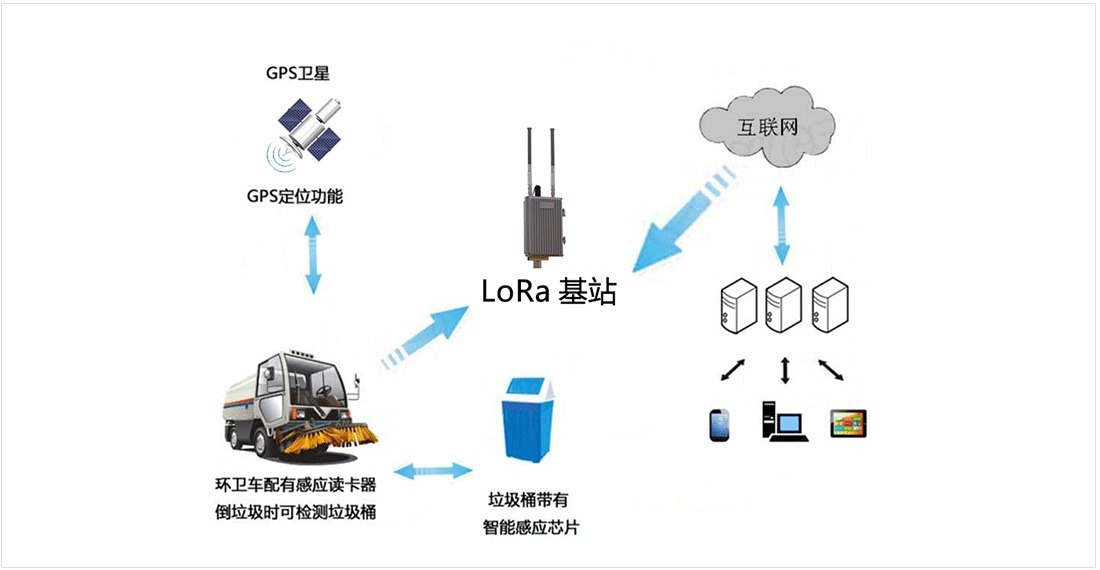 GPS卫星
GPS定位功能
互联网
LoRa 基站
环卫车配有感应读卡器
倒垃圾时可检测垃圾桶
垃圾桶带有
智能感应芯片